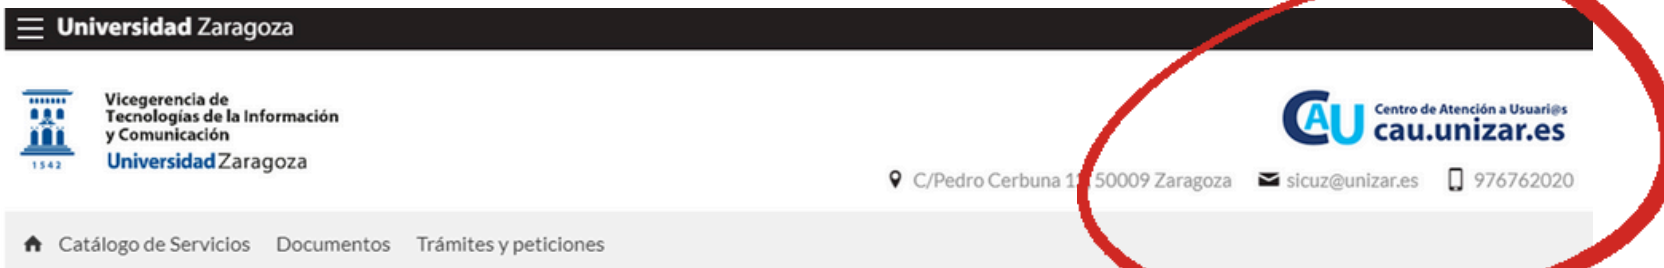 Universidad Zaragoza
Vicegerencia de
Tecnologías de la Información
y Comunicación
Universidad Zaragoza
1542
CAU
Centro de Atención a Usuari@s
cau.unizar.es
C/Pedro Cerbuna 50009 Zaragoza sicuz@unizar.es 976762020
Catálogo de Servicios Documentos Trámites y peticiones